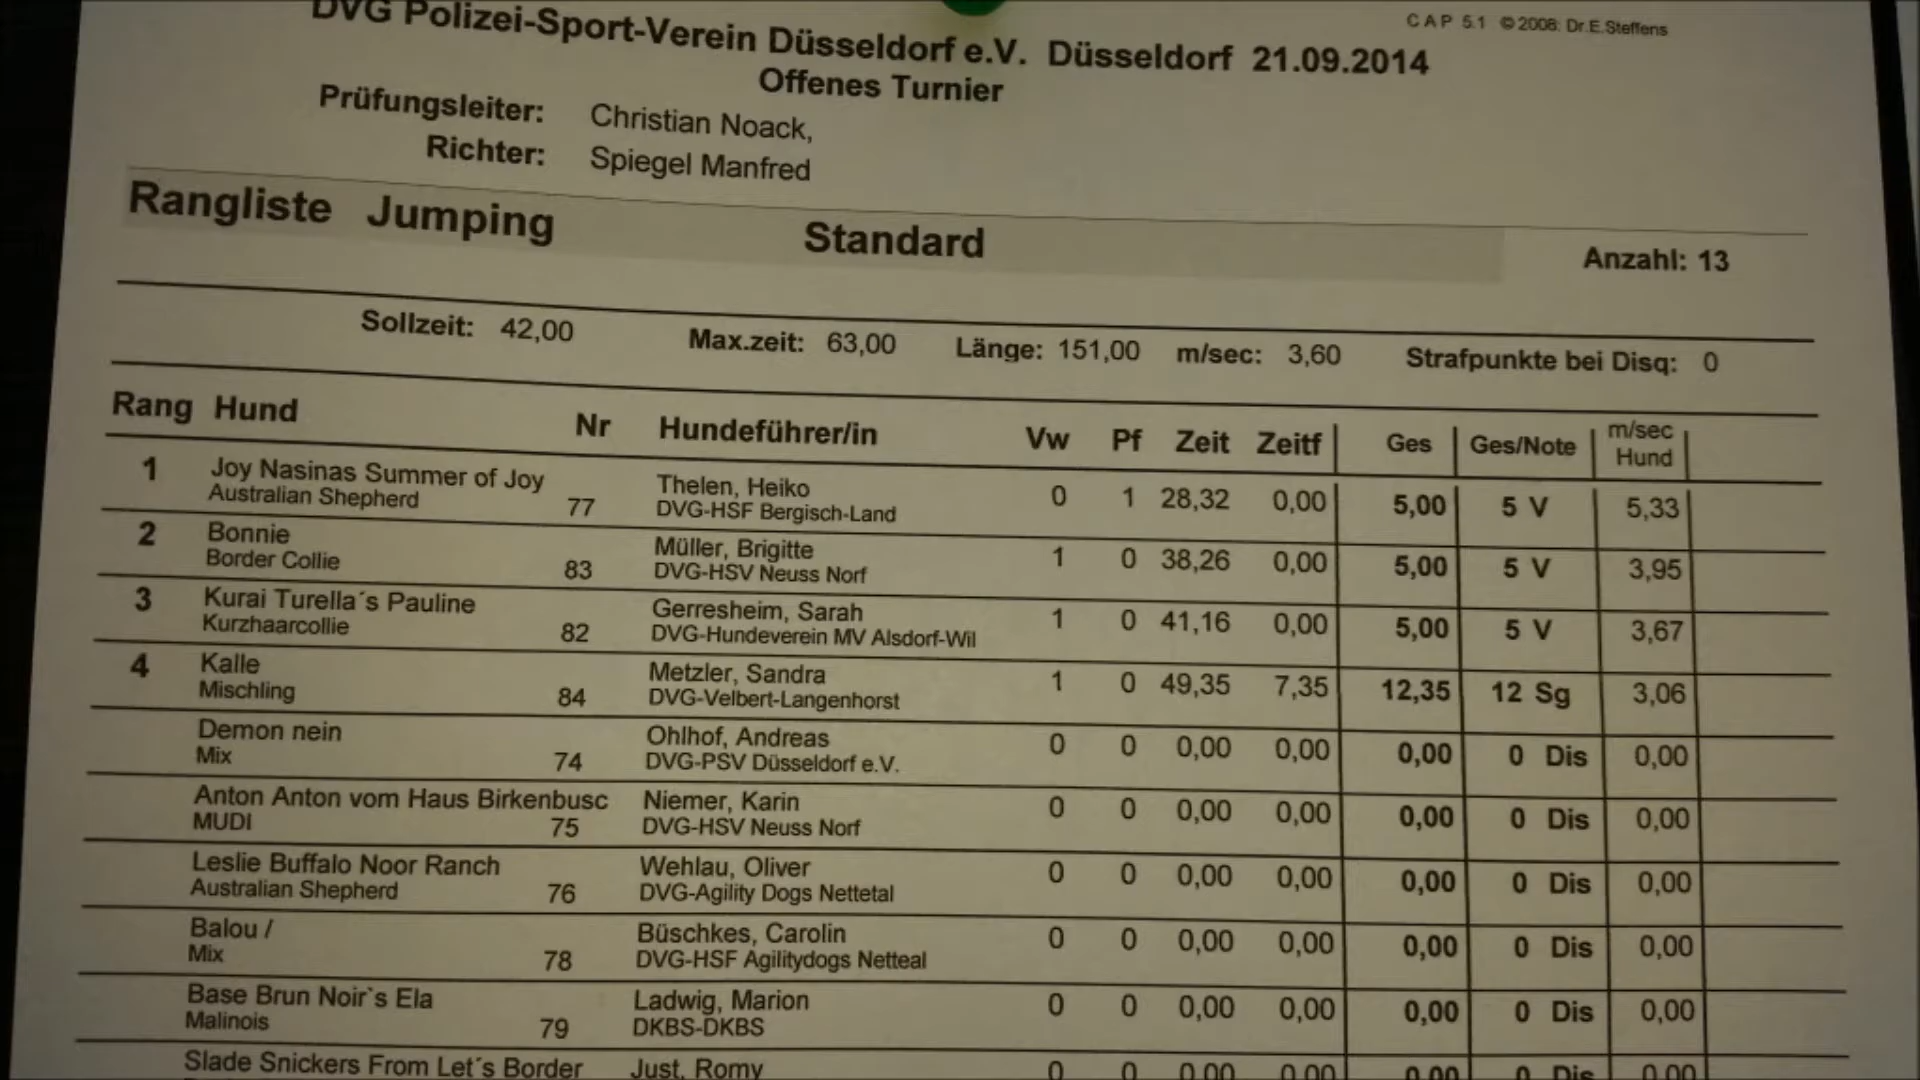 DVG Polizei-Sport-Verein Düsseldorf e.V. Düsseldorf 21.09.2014
CAP 5.1 ©2008: Dr.E.Steffens
Offenes Turnier
Prüfungsleiter: Christian Noack,
Richter: Spiegel Manfred
Rangliste Jumping Standard Anzahl: 13
Sollzeit: 42,00 Max.zeit: 63,00 Länge: 151,00 m/sec: 3,60 Strafpunkte bei Disq: 0
Rang Hund Nr Hundeführer/in Vw Pf Zeit Zeitf Ges Ges/Note m/sec Hund
1 Joy Nasinas Summer of Joy Thelen, Heiko 0 1 28,32 0,00 5,00 5 V 5,33
Australian Shepherd 77 DVG-HSF Bergisch-Land
2 Bonnie Müller, Brigitte 1 0 38,26 0,00 5,00 5 V 3,95
Border Collie 83 DVG-HSV Neuss Norf
3 Kurai Turella´s Pauline Gerresheim, Sarah 1 0 41,16 0,00 5,00 5 V 3,67
Kurzhaarcollie 82 DVG-Hundeverein MV Alsdorf-Wil
4 Kalle Metzler, Sandra 1 0 49,35 7,35 12,35 12 Sg 3,06
Mischling 84 DVG-Velbert-Langenhorst
Demon nein Ohlhof, Andreas 0 0 0,00 0,00 0,00 0 Dis 0,00
Mix 74 DVG-PSV Düsseldorf e.V.
Anton Anton vom Haus Birkenbusc Niemer, Karin 0 0 0,00 0,00 0,00 0 Dis 0,00
MUDI 75 DVG-HSV Neuss Norf
Leslie Buffalo Noor Ranch Wehlau, Oliver 0 0 0,00 0,00 0,00 0 Dis 0,00
Australian Shepherd 76 DVG-Agility Dogs Nettetal
Balou / Büschkes, Carolin 0 0 0,00 0,00 0,00 0 Dis 0,00
Mix 78 DVG-HSF Agilitydogs Netteal
Base Brun Noir`s Ela Ladwig, Marion 0 0 0,00 0,00 0,00 0 Dis 0,00
Malinois 79 DKBS-DKBS
Slade Snickers From Let´s Border Just, Romy 0 0 0,00 0,00 0,00 0 Dis 0,00